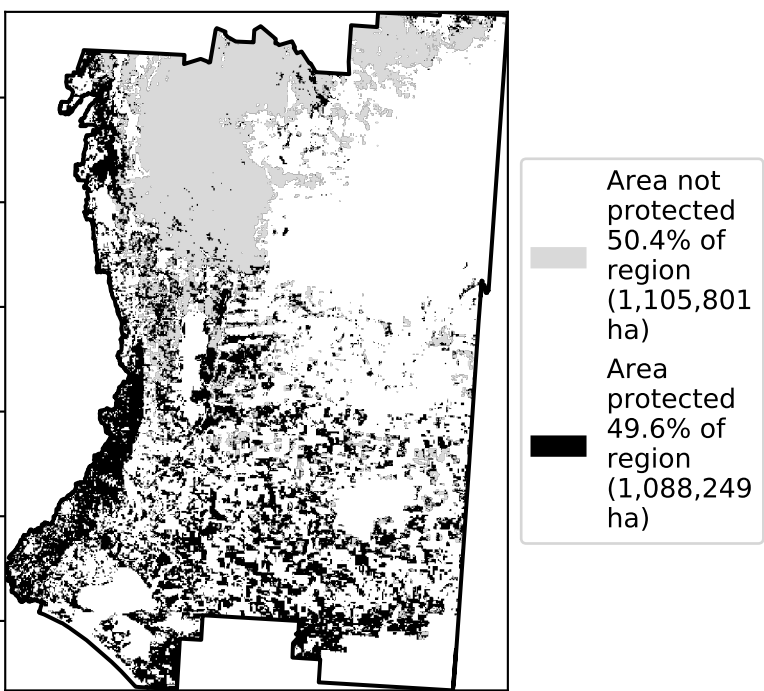 Area not
protected
50.4% of
region
(1,105,801
ha)
Area
protected
49.6% of
region
(1,088,249
ha)